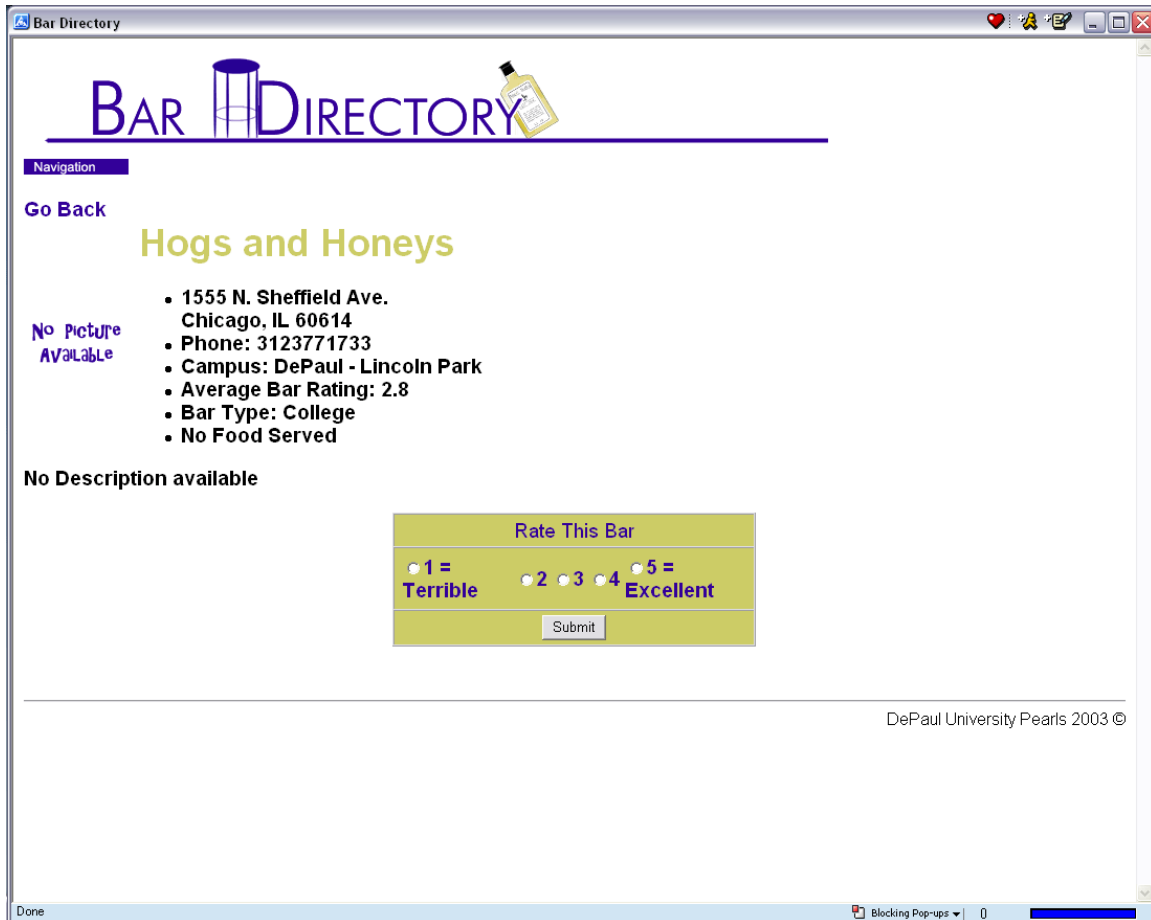 Bar Directory
BAR DIRECTORY
Navigation
Go Back
Hogs and Honeys
No Picture
Available
• 1555 N. Sheffield Ave.
Chicago, IL 60614
• Phone: 3123771733
• Campus: DePaul - Lincoln Park
• Average Bar Rating: 2.8
• Bar Type: College
• No Food Served
No Description available
Rate This Bar
1 = Terrible 2 3 4 5 = Excellent
Submit
DePaul University Pearls 2003 ©
Done
Blocking Pop-ups 0